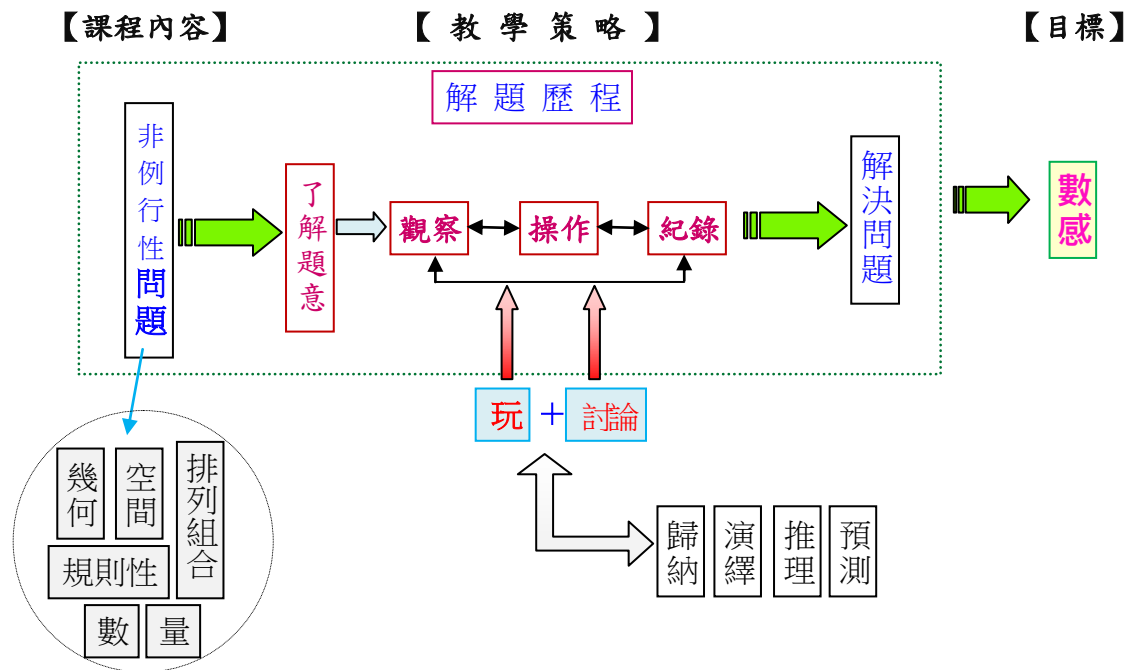 【課程內容】
【 教 學 策 略 】
【目標】
解 題 歷 程
非例行性問題
了解題意
觀察
操作
紀錄
解決問題
數感
玩
+
討論
幾何
空間
排列組合
規則性
數
量
歸納
演繹
推理
預測